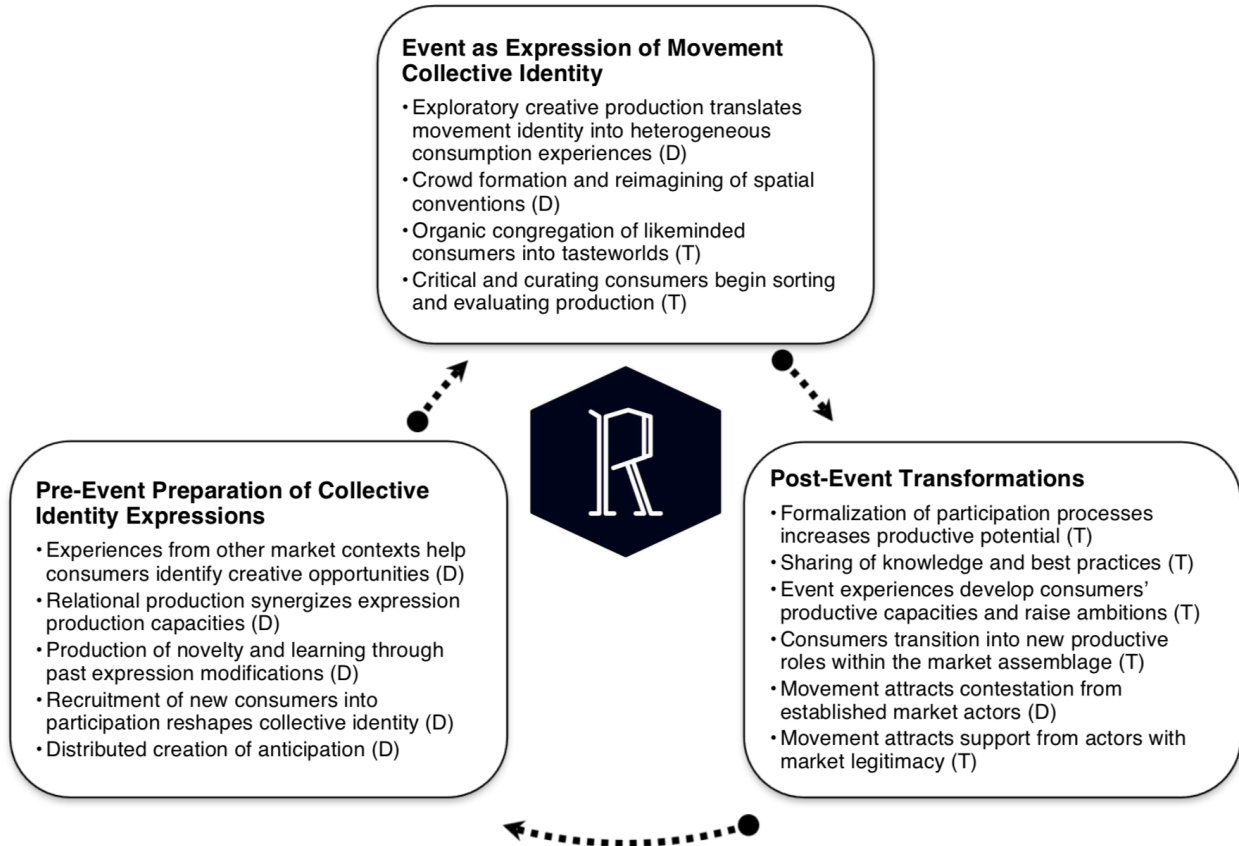 Event as Expression of Movement
Collective Identity
• Exploratory creative production translates
movement identity into heterogeneous
consumption experiences (D)
• Crowd formation and reimagining of spatial
conventions (D)
• Organic congregation of likeminded
consumers into tasteworlds (T)
• Critical and curating consumers begin sorting
and evaluating production (T)
R
Pre-Event Preparation of Collective
Identity Expressions
• Experiences from other market contexts help
consumers identify creative opportunities (D)
• Relational production synergizes expression
production capacities (D)
• Production of novelty and learning through
past expression modifications (D)
• Recruitment of new consumers into
participation reshapes collective identity (D)
• Distributed creation of anticipation (D)
Post-Event Transformations
• Formalization of participation processes
increases productive potential (T)
• Sharing of knowledge and best practices (T)
• Event experiences develop consumers’
productive capacities and raise ambitions (T)
• Consumers transition into new productive
roles within the market assemblage (T)
• Movement attracts contestation from
established market actors (D)
• Movement attracts support from actors with
market legitimacy (T)